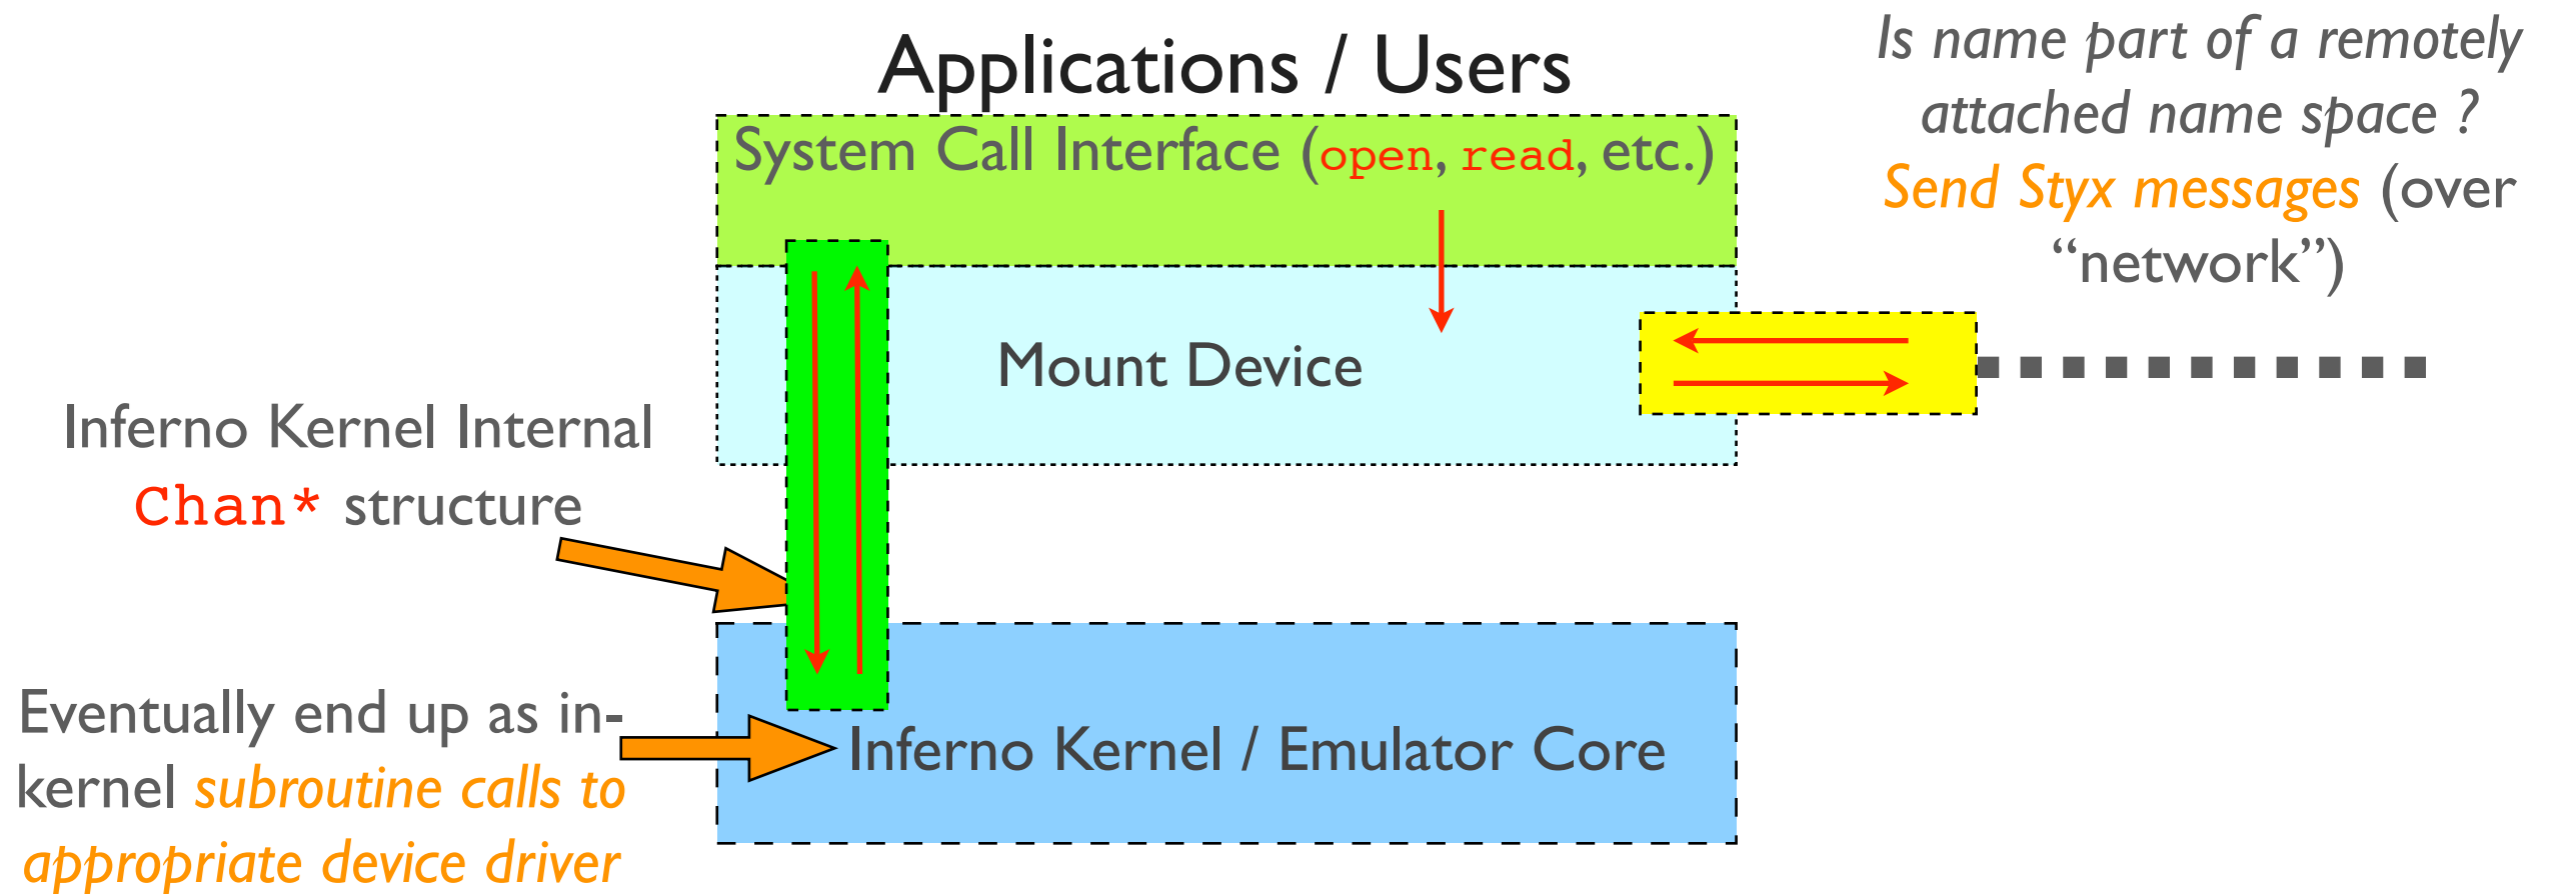 Applications / Users
System Call Interface (open, read, etc.)
Is name part of a remotely
attached name space ?
Send Styx messages (over
“network”)
Mount Device
Inferno Kernel Internal
Chan* structure
Eventually end up as in-
kernel subroutine calls to
appropriate device driver
Inferno Kernel / Emulator Core